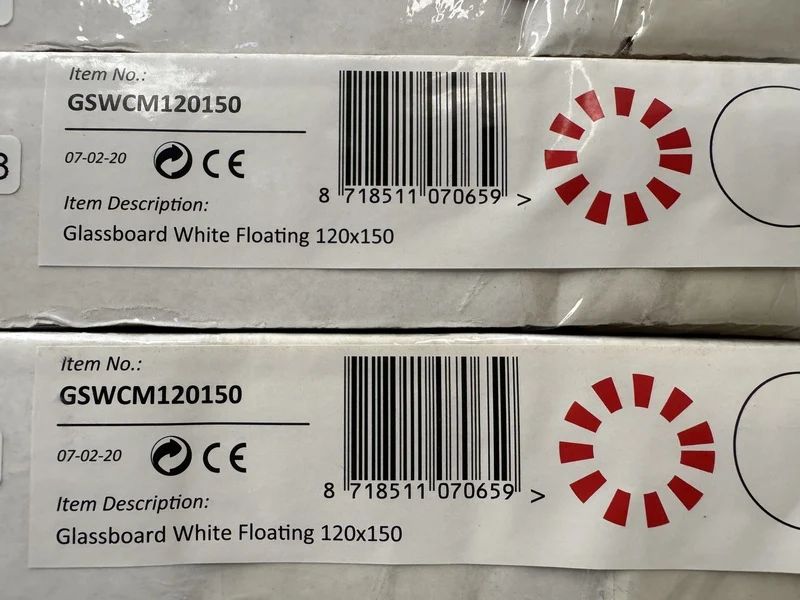 Item No.:
GSWCM120150
07-02-20 CE
Item Description:
8 718511 070659 >
Glassboard White Floating 120x150
Item No.:
GSWCM120150
07-02-20 CE
Item Description:
8 718511 070659 >
Glassboard White Floating 120x150